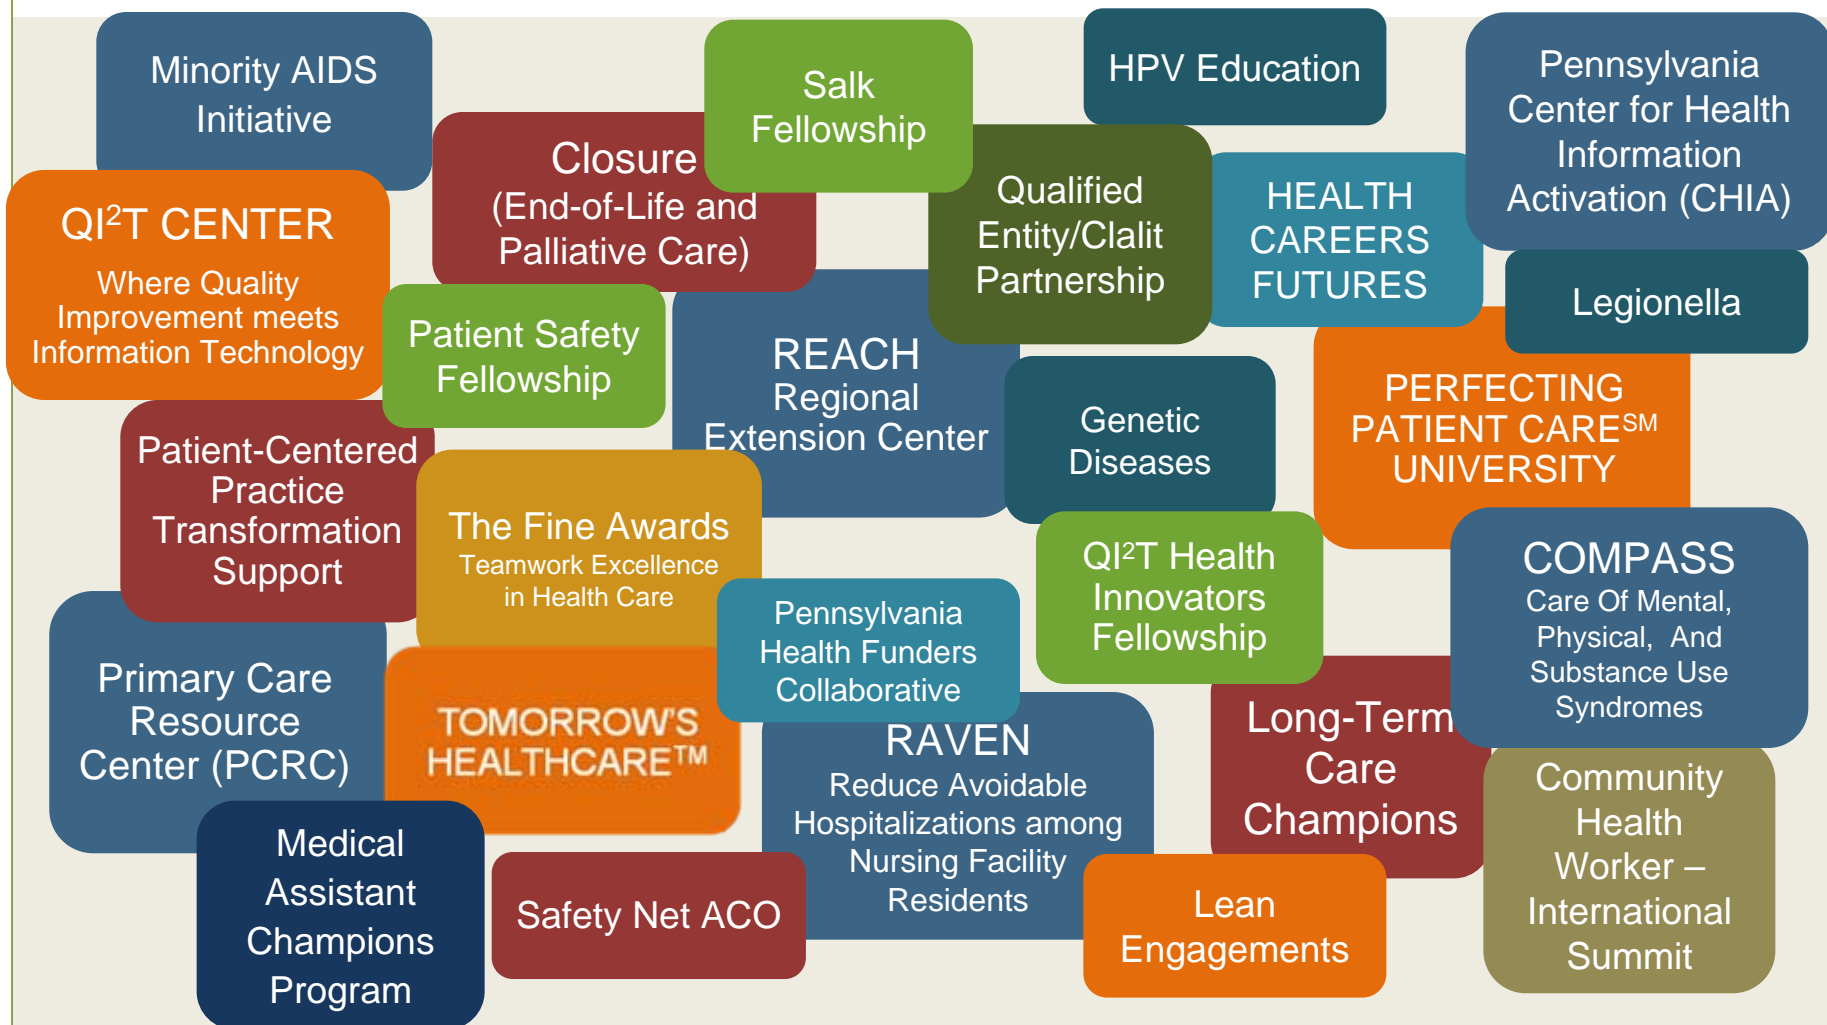 Minority AIDS
Initiative
Salk
Fellowship
HPV Education
Pennsylvania
Center for Health
Information
Activation (CHIA)
Closure
(End-of-Life and
Palliative Care)
Qualified
Entity/Clalit
Partnership
HEALTH
CAREERS
FUTURES
QI²T CENTER
Where Quality
Improvement meets
Information Technology
Legionella
Patient Safety
Fellowship
REACH
Regional
Extension Center
Genetic
Diseases
PERFECTING
PATIENT CARE℠
UNIVERSITY
Patient-Centered
Practice
Transformation
Support
The Fine Awards
Teamwork Excellence
in Health Care
QI²T Health
Innovators
Fellowship
COMPASS
Care Of Mental,
Physical, And
Substance Use
Syndromes
Pennsylvania
Health Funders
Collaborative
Primary Care
Resource
Center (PCRC)
TOMORROW'S
HEALTHCARE™
RAVEN
Reduce Avoidable
Hospitalizations among
Nursing Facility
Residents
Long-Term
Care
Champions
Community
Health
Worker –
International
Summit
Medical
Assistant
Champions
Program
Safety Net ACO
Lean
Engagements